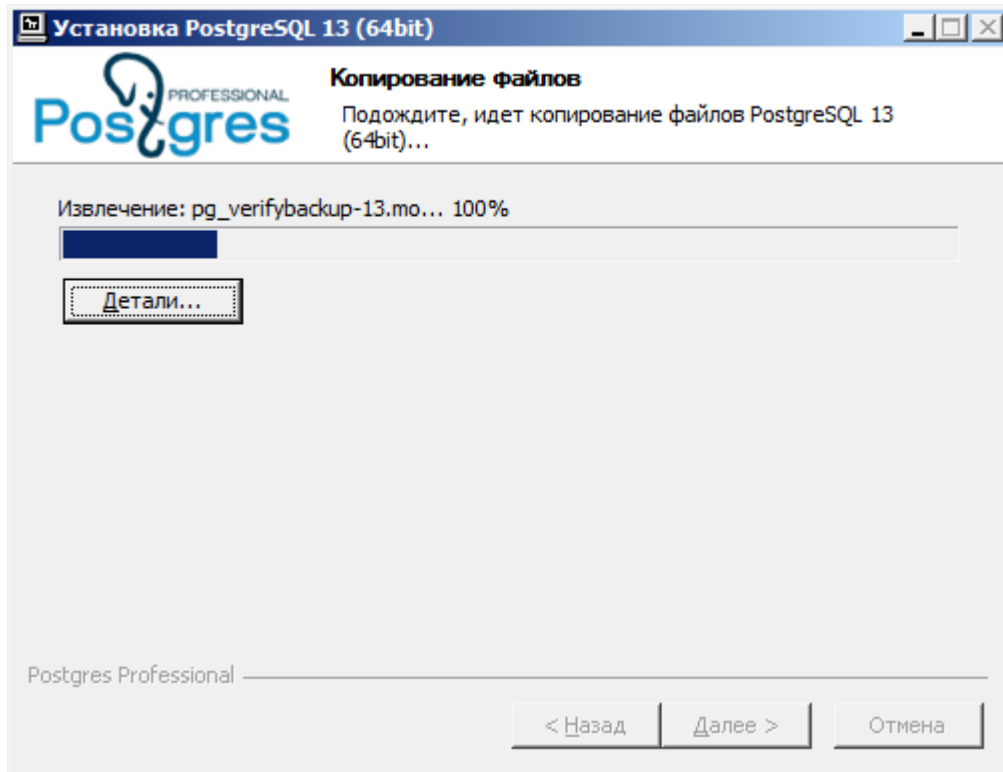 Установка PostgreSQL 13 (64bit)
PROFESSIONAL
Postgres
Копирование файлов
Подождите, идет копирование файлов PostgreSQL 13
(64bit)...
Извлечение: pg_verifybackup-13.mo... 100%
Детали...
Postgres Professional
< Назад
Далее >
Отмена